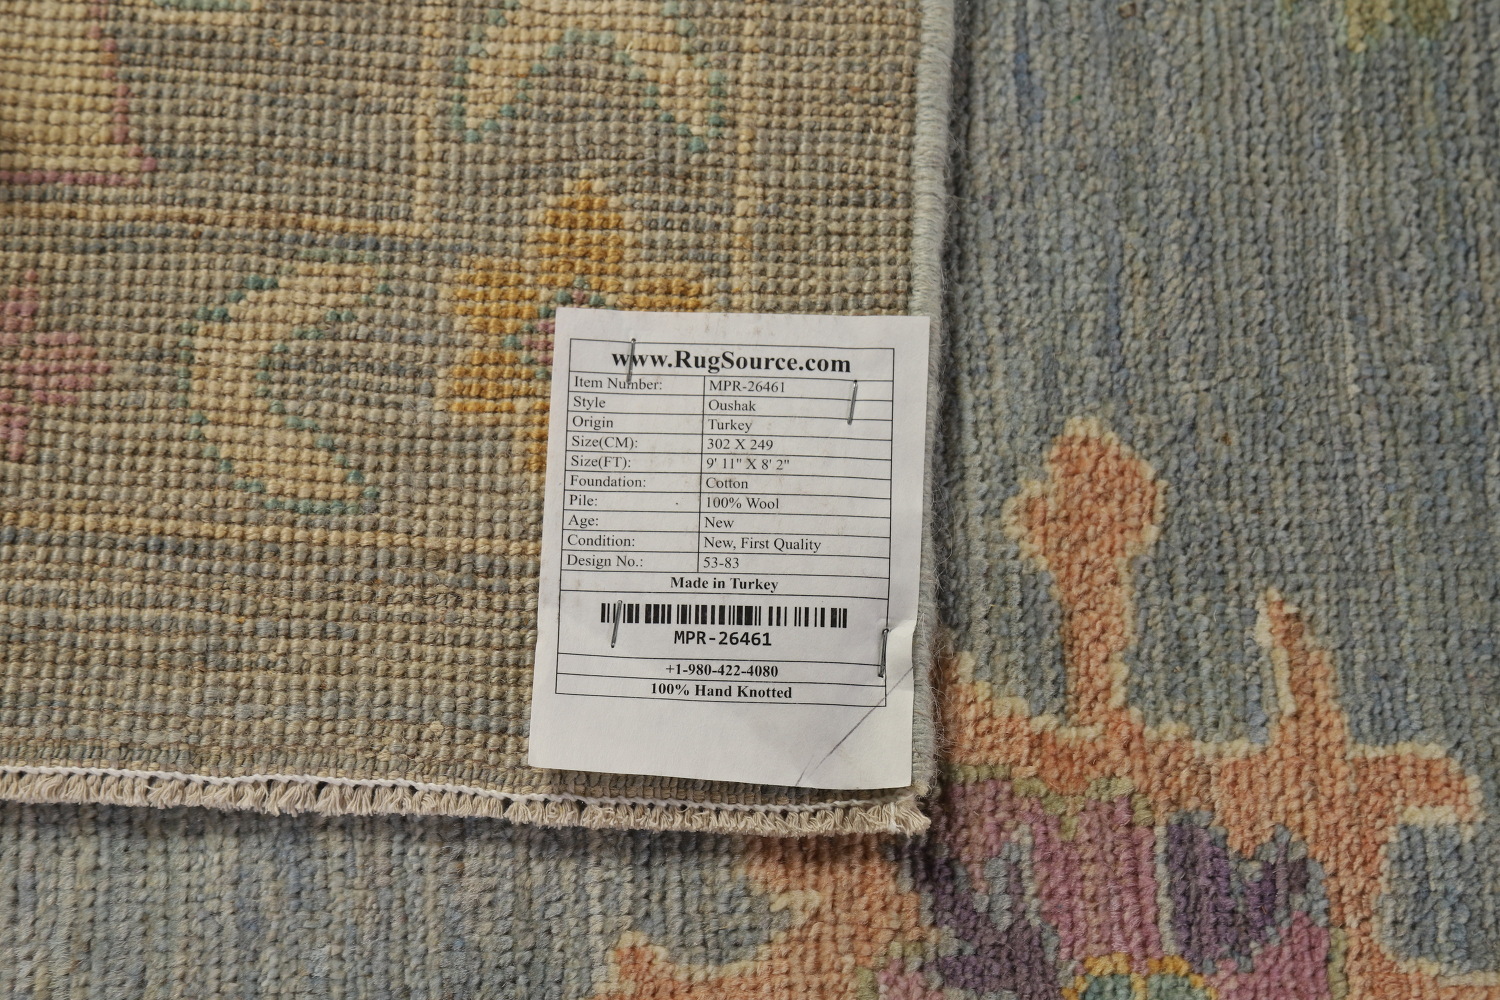 www.RugSource.com
Item Number: MPR-26461
Style Oushak
Origin Turkey
Size(CM): 302 X 249
Size(FT): 9' 11" X 8' 2"
Foundation: Cotton
Pile: 100% Wool
Age: New
Condition: New, First Quality
Design No.: 53-83
Made in Turkey
MPR-26461
+1-980-422-4080
100% Hand Knotted